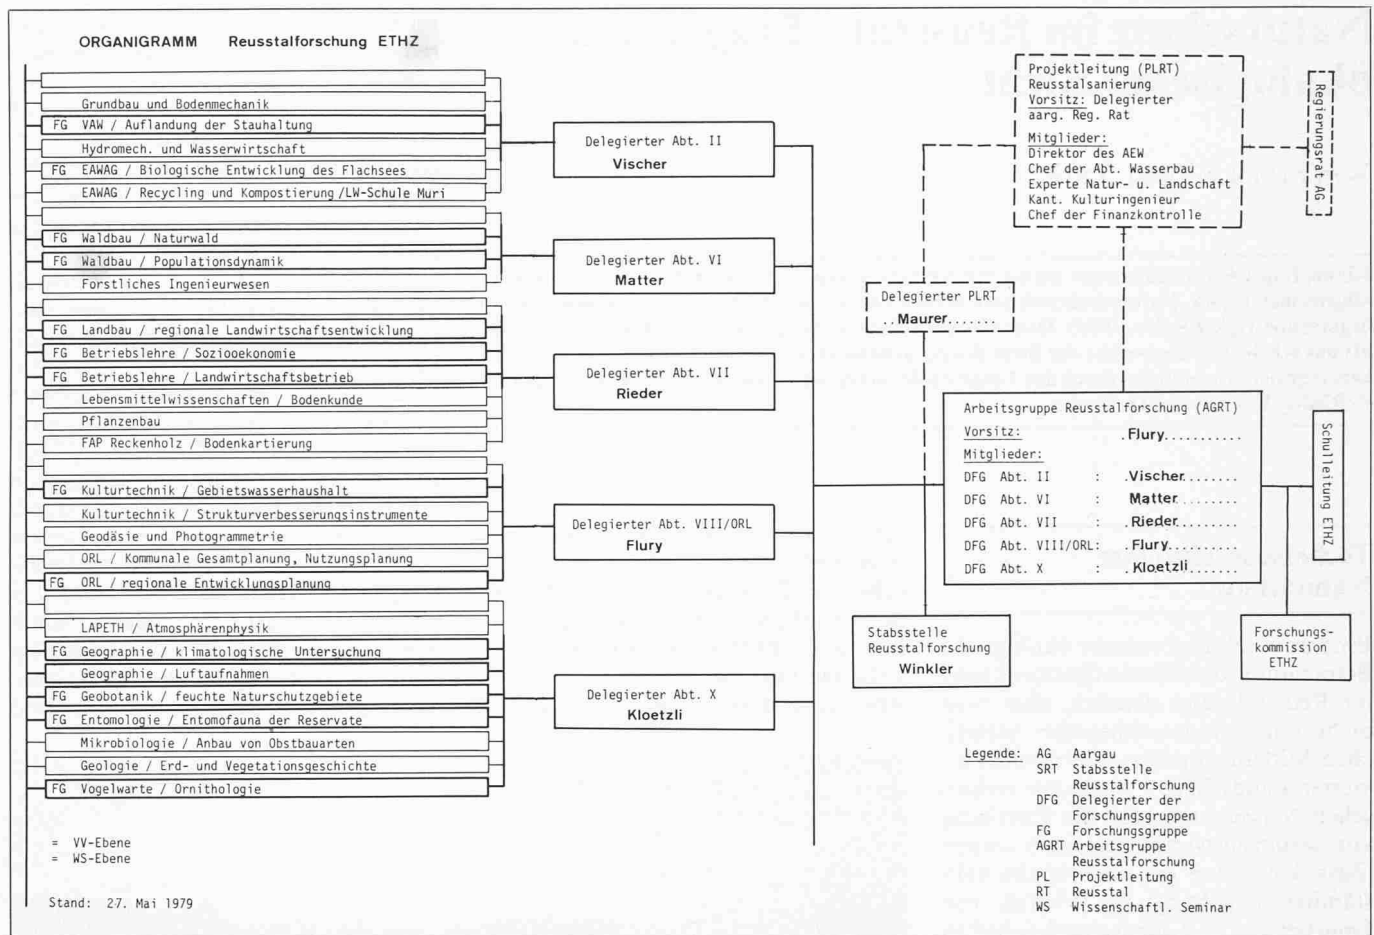 ORGANIGRAMM Reusstalforschung ETHZ
Grundbau und Bodenmechanik
FG VAW / Auflandung der Stauhaltung
Hydromech. und Wasserwirtschaft
FG EAWAG / Biologische Entwicklung des Flachsees
EAWAG / Recycling und Kompostierung /LW-Schule Muri
FG Waldbau / Naturwald
FG Waldbau / Populationsdynamik
Forstliches Ingenieurwesen
FG Landbau / regionale Landwirtschaftsentwicklung
FG Betriebslehre / Soziooekonomie
FG Betriebslehre / Landwirtschaftsbetrieb
Lebensmittelwissenschaften / Bodenkunde
Pflanzenbau
FAP Reckenholz / Bodenkartierung
FG Kulturtechnik / Gebietswasserhaushalt
Kulturtechnik / Strukturverbesserungsinstrumente
Geodäsie und Photogrammetrie
ORL / Kommunale Gesamtplanung, Nutzungsplanung
FG ORL / regionale Entwicklungsplanung
LAPETH / Atmosphärenphysik
FG Geographie / klimatologische Untersuchung
Geographie / Luftaufnahmen
FG Geobotanik / feuchte Naturschutzgebiete
FG Entomologie / Entomofauna der Reservate
Mikrobiologie / Anbau von Obstbauarten
Geologie / Erd- und Vegetationsgeschichte
FG Vogelwarte / Ornithologie
= VV-Ebene
= WS-Ebene
Stand: 27. Mai 1979
Delegierter Abt. II
Vischer
Delegierter Abt. VI
Matter
Delegierter Abt. VII
Rieder
Delegierter Abt. VIII/ORL
Flury
Delegierter Abt. X
Kloetzli
Projektleitung (PLRT)
Reusstalsanierung
Vorsitz: Delegierter
aarg. Reg. Rat
Mitglieder:
Direktor des AEW
Chef der Abt. Wasserbau
Experte Natur- u. Landschaft
Kant. Kulturingenieur
Chef der Finanzkontrolle
Regierungsrat AG
Delegierter PLRT
..Maurer.......
Arbeitsgruppe Reusstalforschung (AGRT)
Vorsitz: .Flury...........
Mitglieder:
DFG Abt. II : .Vischer........
DFG Abt. VI : .Matter.........
DFG Abt. VII : .Rieder.........
DFG Abt. VIII/ORL: .Flury..........
DFG Abt. X : .Kloetzli.......
Schulleitung ETHZ
Stabsstelle
Reusstalforschung
Winkler
Forschungs-
kommission
ETHZ
Legende: AG Aargau
SRT Stabsstelle
Reusstalforschung
DFG Delegierter der
Forschungsgruppen
FG Forschungsgruppe
AGRT Arbeitsgruppe
Reusstalforschung
PL Projektleitung
RT Reusstal
WS Wissenschaftl. Seminar